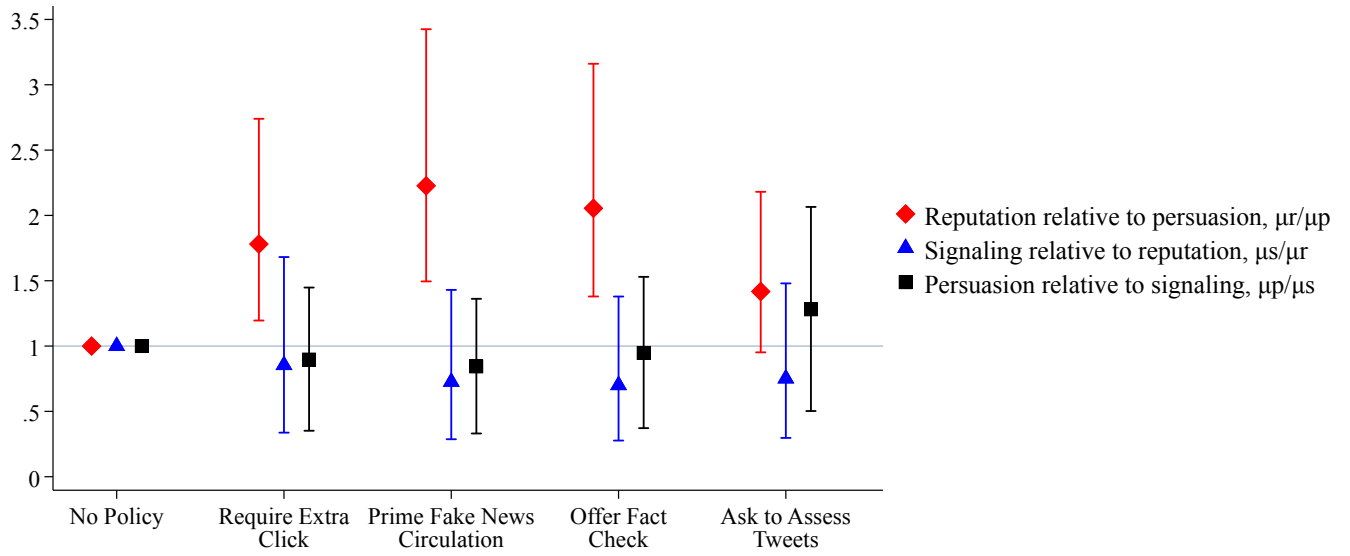 3.5
3
2.5
2
1.5
1
.5
0
No Policy
Require Extra
Click
Prime Fake News
Circulation
Offer Fact
Check
Ask to Assess
Tweets
Reputation relative to persuasion, μr/μp
Signaling relative to reputation, μs/μr
Persuasion relative to signaling, μp/μs